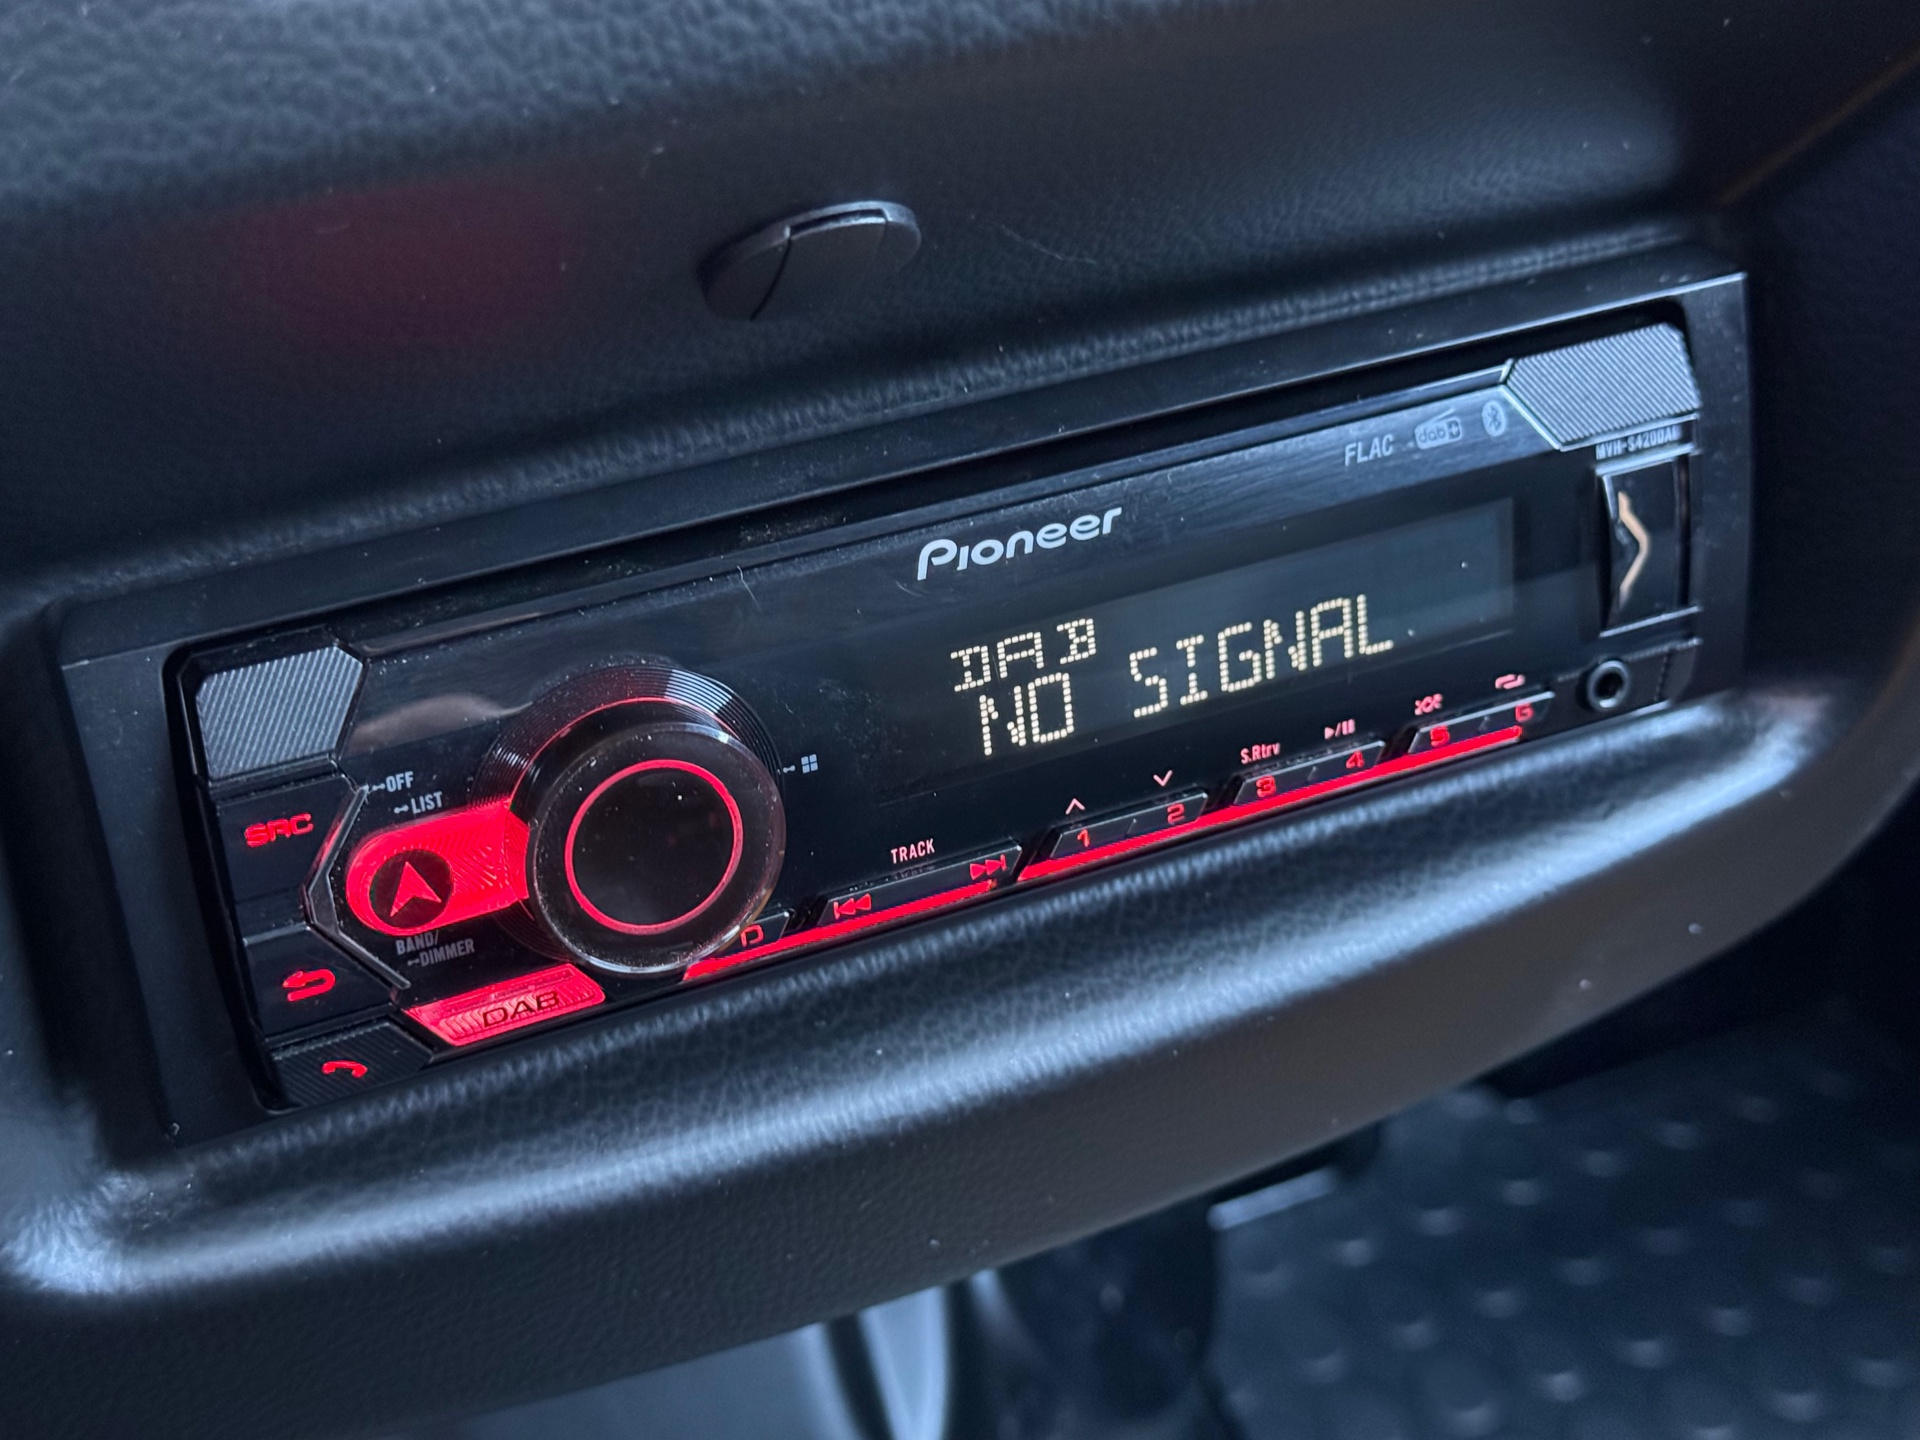 FLAC dab+
MVH-S420DAB
Pioneer
DAB
NO SIGNAL
OFF
LIST
SRC
BAND/
DIMMER
DAB
D
TRACK
1
2
S.Rtrv
3
4
5
6